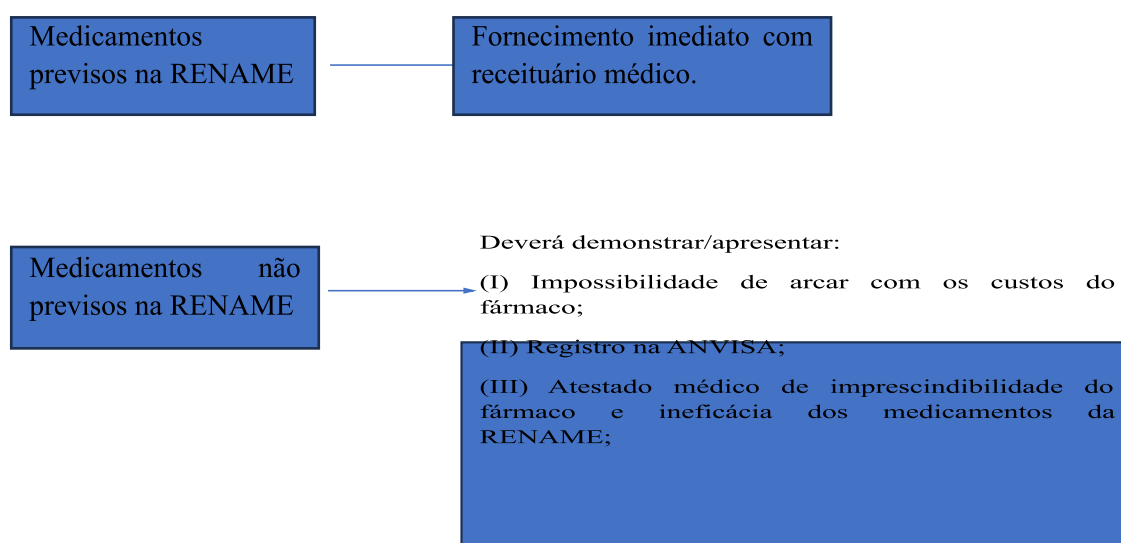 Medicamentos
previsos na RENAME
Fornecimento imediato com
receituário médico.
Medicamentos não
previsos na RENAME
Deverá demonstrar/apresentar:
(I) Impossibilidade de arcar com os custos do
fármaco;
(II) Registro na ANVISA;
(III) Atestado médico de imprescindibilidade do
fármaco e ineficácia dos medicamentos da
RENAME;